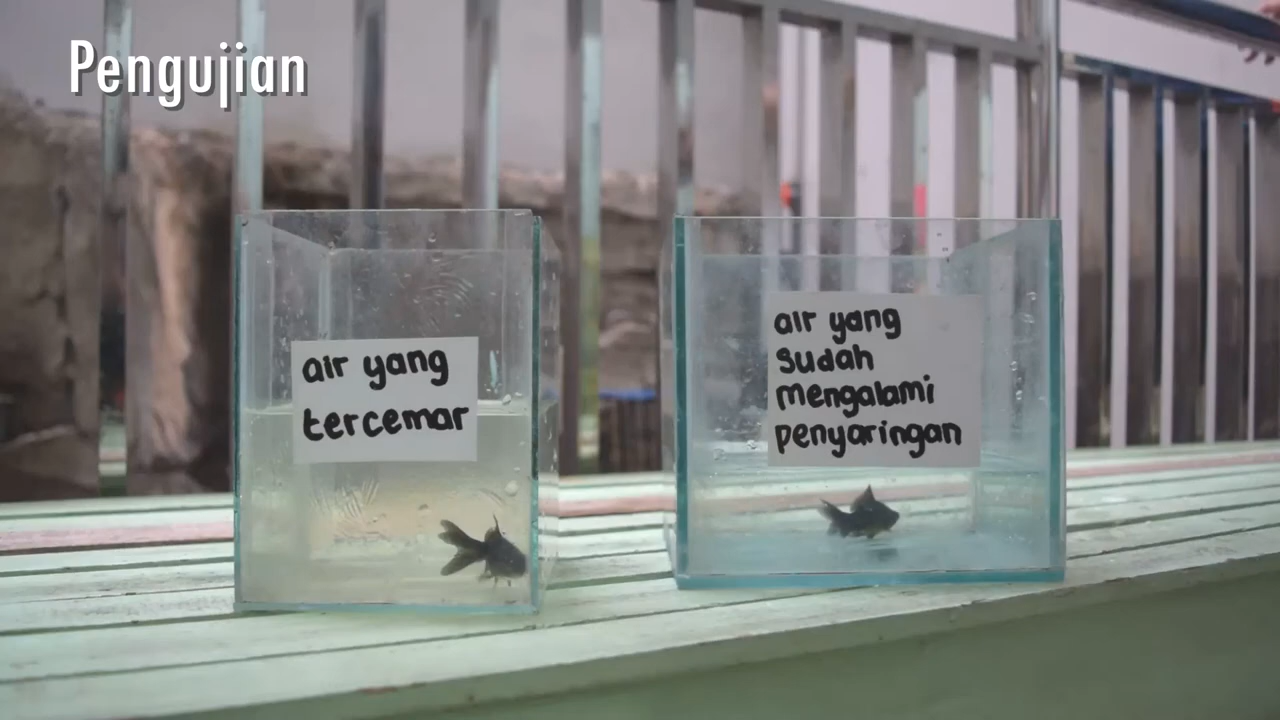 Pengujian
air yang
tercemar
air yang
sudah
mengalami
penyaringan